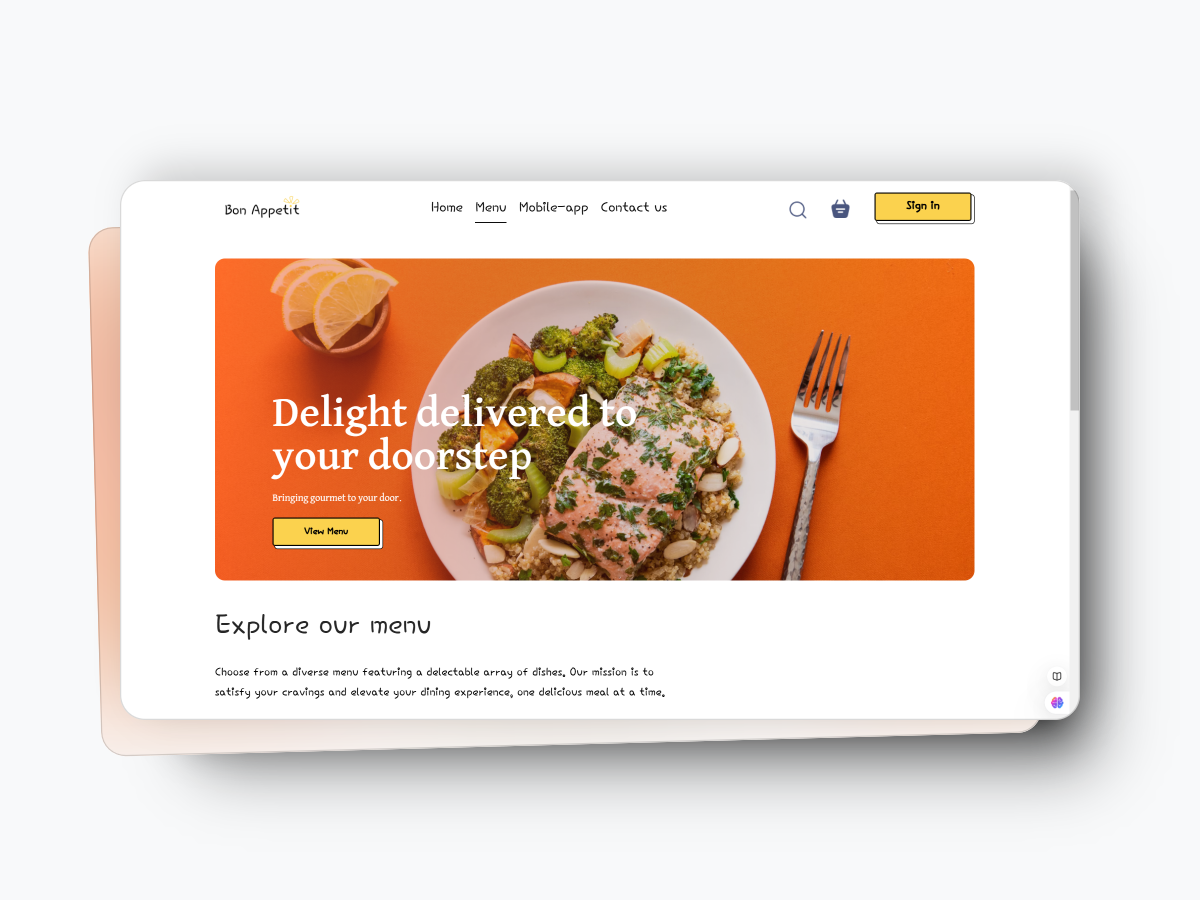 Bon Appetit
Home Menu Mobile-app Contact us
Sign in
Delight delivered to
your doorstep
Bringing gourmet to your door.
View Menu
Explore our menu
Choose from a diverse menu featuring a delectable array of dishes. Our mission is to
satisfy your cravings and elevate your dining experience, one delicious meal at a time.